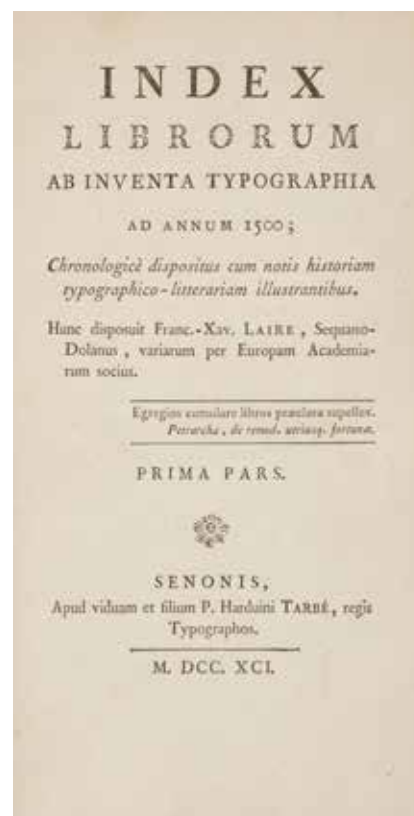 INDEX
LIBRORUM
AB INVENTA TYPOGRAPHIA
AD ANNUM 1500;
Chronologicè dispositus cum notis historiam
typographico-litterariam illustrantibus.
Hunc disposuit Franc.-Xav. LAIRE, Sequano-
Dolanus, variarum per Europam Academia-
rum socius.
Egregios cumulare libros præclara supellex.
Petrarcha, de remed. utriusq. fortunæ.
PRIMA PARS.
SENONIS,
Apud viduam et filium P. Harduini TARBÉ, regis
Typographos.
M. DCC. XCI.